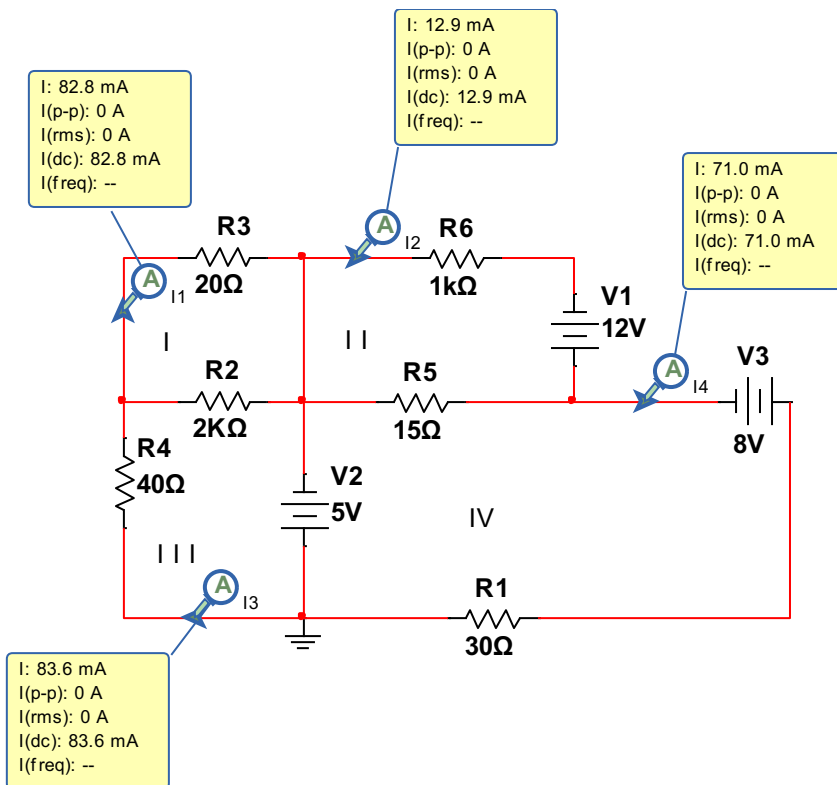 I: 12.9 mA
I(p-p): 0 A
I(rms): 0 A
I(dc): 12.9 mA
I(freq): --
I: 82.8 mA
I(p-p): 0 A
I(rms): 0 A
I(dc): 82.8 mA
I(freq): --
I: 71.0 mA
I(p-p): 0 A
I(rms): 0 A
I(dc): 71.0 mA
I(freq): --
A
I2
R3
20Ω
R6
1kΩ
A
I1
V1
12V
I
I I
A
I4
V3
8V
R2
2KΩ
R5
15Ω
R4
40Ω
V2
5V
IV
I I I
A
I3
R1
30Ω
I: 83.6 mA
I(p-p): 0 A
I(rms): 0 A
I(dc): 83.6 mA
I(freq): --